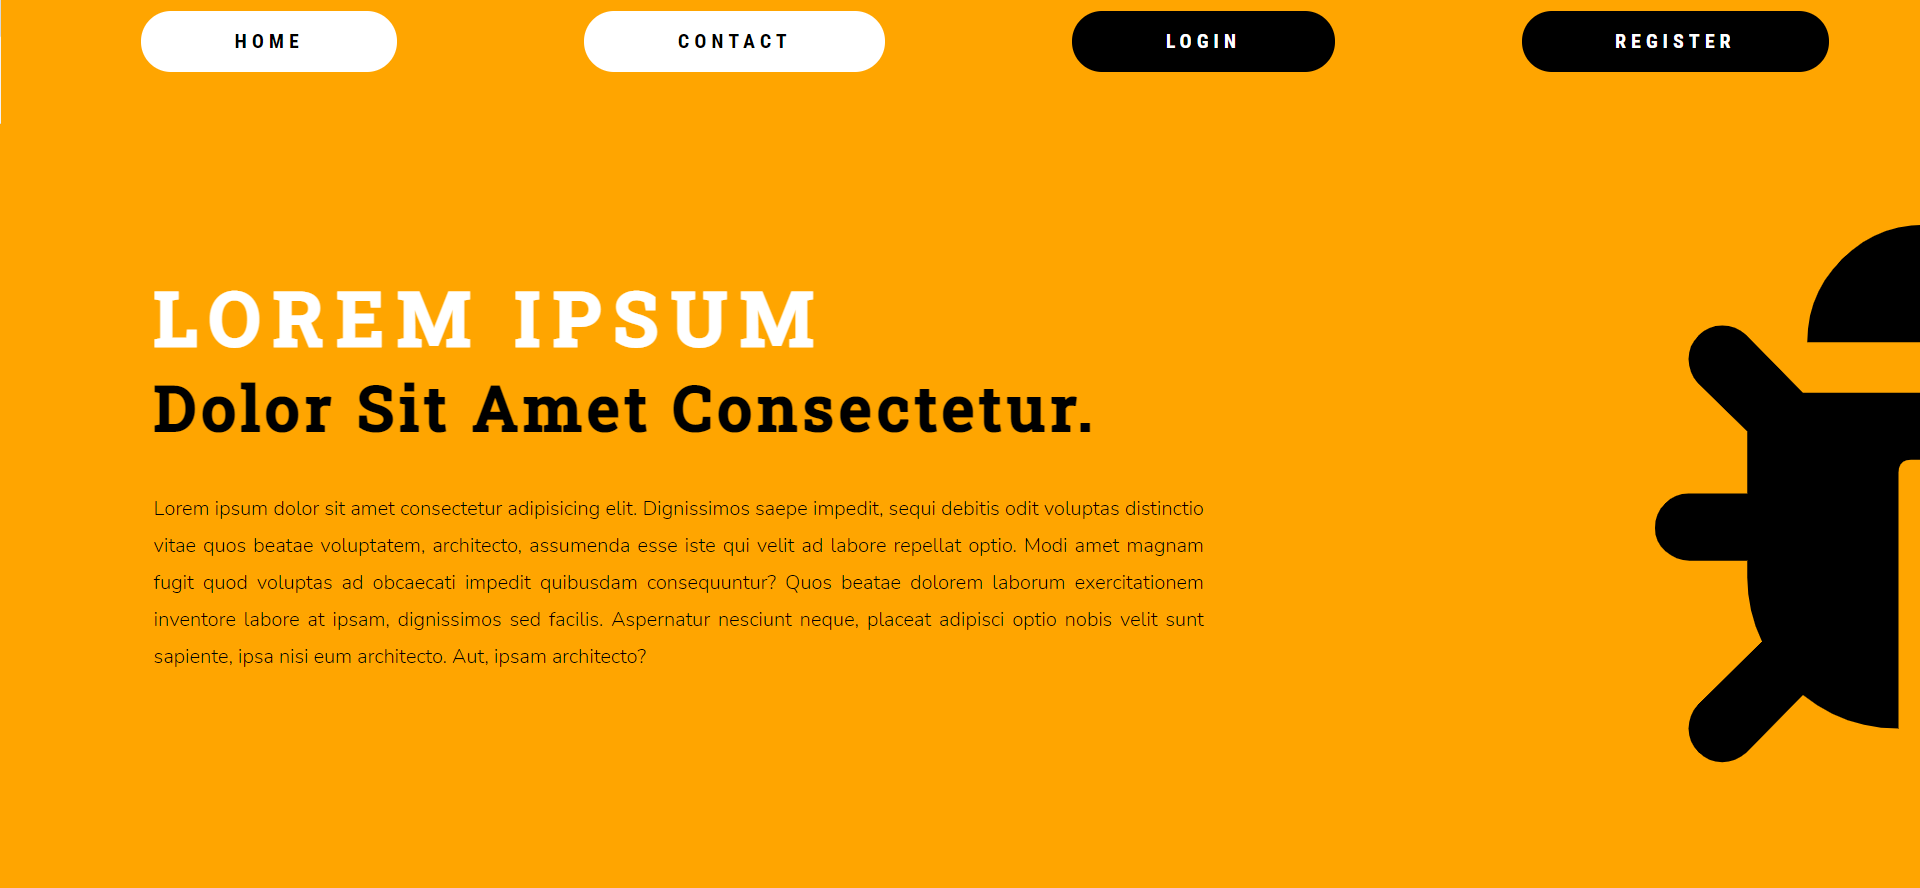 HOME
CONTACT
LOGIN
REGISTER
LOREM IPSUM
Dolor Sit Amet Consectetur.
Lorem ipsum dolor sit amet consectetur adipisicing elit. Dignissimos saepe impedit, sequi debitis odit voluptas distinctio
vitae quos beatae voluptatem, architecto, assumenda esse iste qui velit ad labore repellat optio. Modi amet magnam
fugit quod voluptas ad obcaecati impedit quibusdam consequuntur? Quos beatae dolorem laborum exercitationem
inventore labore at ipsam, dignissimos sed facilis. Aspernatur nesciunt neque, placeat adipisci optio nobis velit sunt
sapiente, ipsa nisi eum architecto. Aut, ipsam architecto?